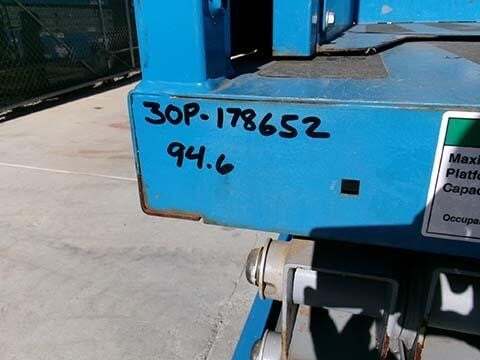 30P-178652
94.6
Maxi
Platfo
Capac
Occupa